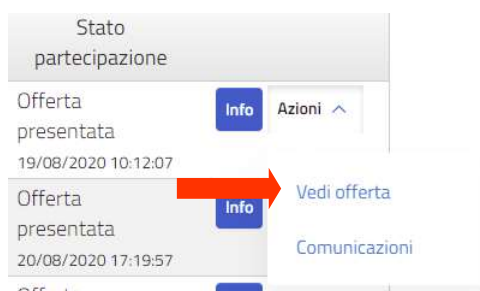 Stato
partecipazione
Offerta
presentata
19/08/2020 10:12:07
Info
Azioni
Vedi offerta
Comunicazioni
Offerta
presentata
20/08/2020 17:19:57
Info